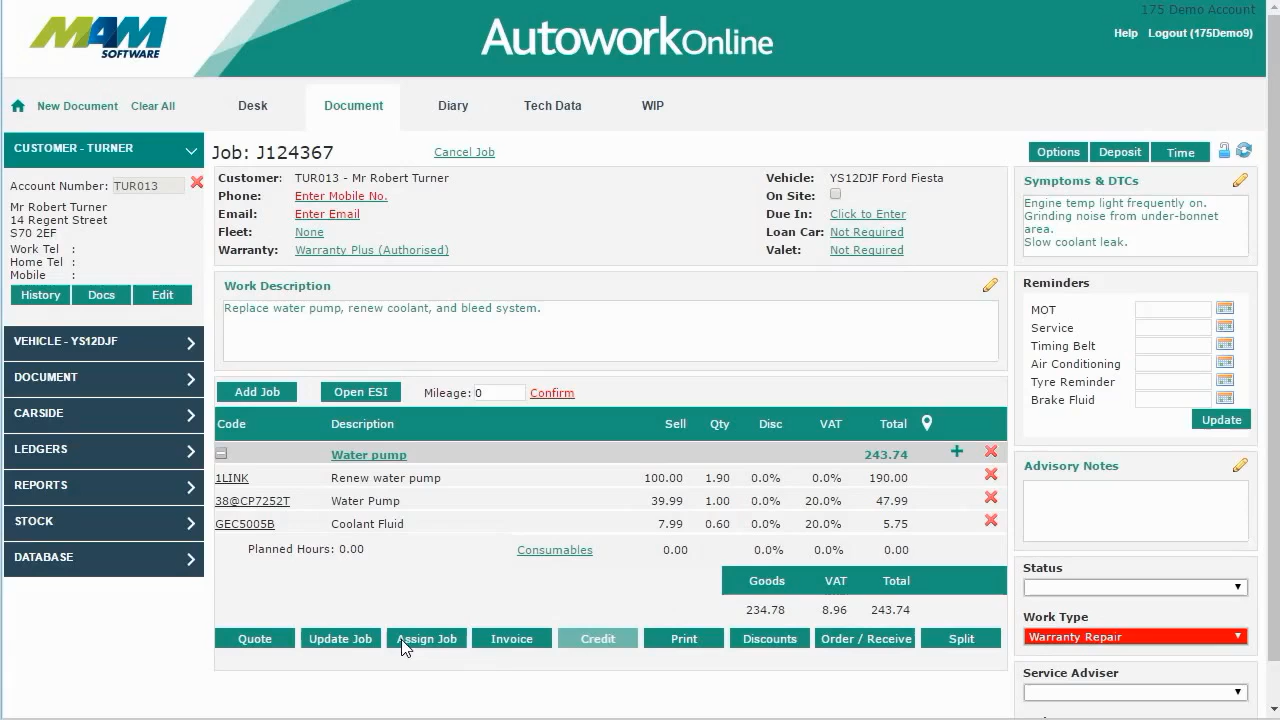 175 Demo Account
MAM SOFTWARE
Autowork Online
Help Logout (175Demo9)
New Document Clear All
Desk Document Diary Tech Data WIP
CUSTOMER - TURNER
Account Number: TUR013
Mr Robert Turner
14 Regent Street
S70 2EF
Work Tel :
Home Tel :
Mobile :
History Docs Edit
VEHICLE - YS12DJF
DOCUMENT
CARSIDE
LEDGERS
REPORTS
STOCK
DATABASE
Job: J124367 Cancel Job
Options Deposit Time
Customer: TUR013 - Mr Robert Turner
Phone: Enter Mobile No.
Email: Enter Email
Fleet: None
Warranty: Warranty Plus (Authorised)
Vehicle: YS12DJF Ford Fiesta
On Site:
Due In: Click to Enter
Loan Car: Not Required
Valet: Not Required
Work Description
Replace water pump, renew coolant, and bleed system.
Add Job Open ESI Mileage: 0 Confirm
Code Description Sell Qty Disc VAT Total
Water pump 243.74
1LINK Renew water pump 100.00 1.90 0.0% 0.0% 190.00
38@CP7252T Water Pump 39.99 1.00 0.0% 20.0% 47.99
GEC5005B Coolant Fluid 7.99 0.60 0.0% 20.0% 5.75
Planned Hours: 0.00 Consumables 0.00 0.0% 0.0% 0.00
Goods VAT Total
234.78 8.96 243.74
Quote Update Job Assign Job Invoice Credit Print Discounts Order / Receive Split
Symptoms & DTCs
Engine temp light frequently on.
Grinding noise from under-bonnet
area.
Slow coolant leak.
Reminders
MOT
Service
Timing Belt
Air Conditioning
Tyre Reminder
Brake Fluid
Update
Advisory Notes
Status
Work Type
Warranty Repair
Service Adviser